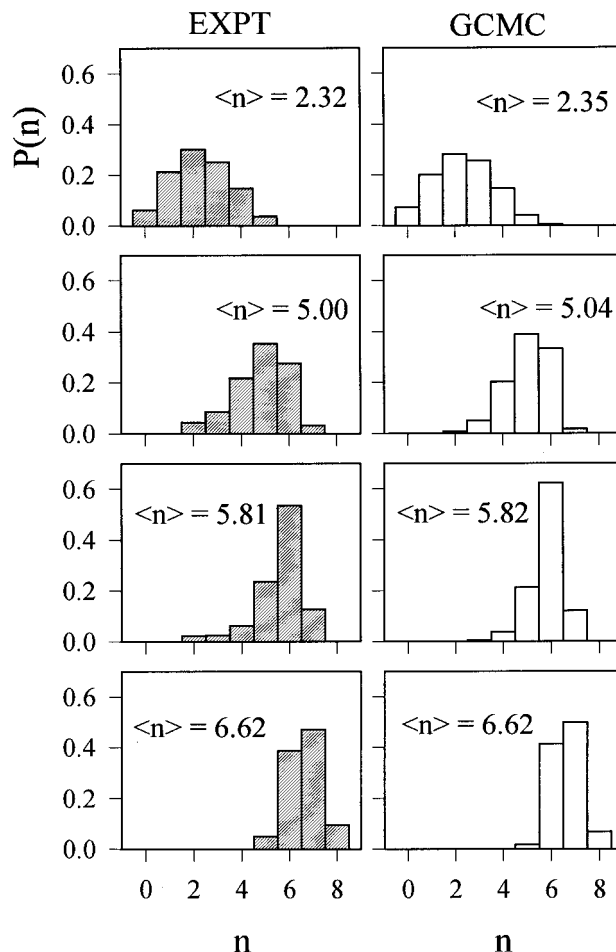 EXPT GCMC
P(n)
0.6
0.4
0.2
0.0
<n> = 2.32
<n> = 2.35
0.6
0.4
0.2
0.0
<n> = 5.00
<n> = 5.04
0.6
0.4
0.2
0.0
<n> = 5.81
<n> = 5.82
0.6
0.4
0.2
0.0
<n> = 6.62
<n> = 6.62
0 2 4 6 8 0 2 4 6 8
n n